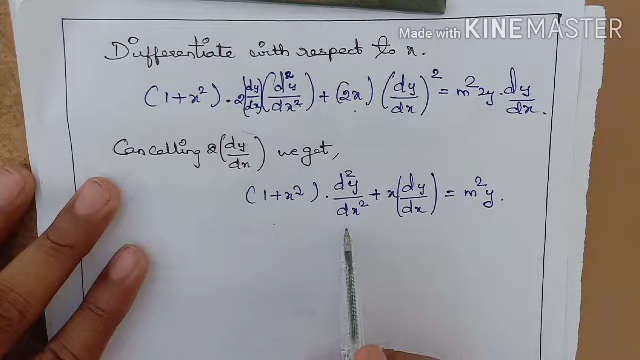 Made with KINEMASTER
Differentiate with respect to x.
(1+x²) · 2(dy/dx)(d²y/dx²) + (2x) (dy/dx)² = m² 2y · dy/dx .
Cancelling 2(dy/dx) we get,
(1+x²) · d²y/dx² + x(dy/dx) = m²y .